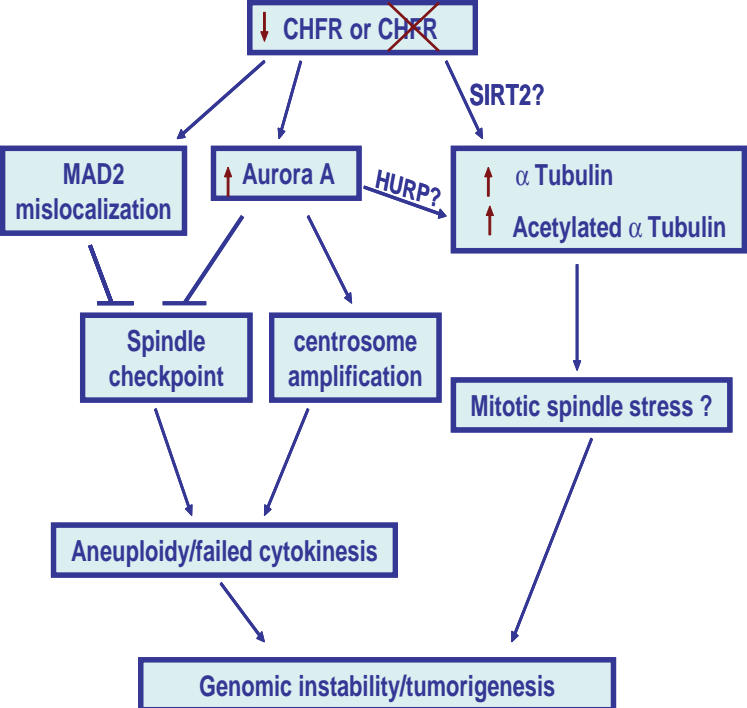 CHFR or CHFR
SIRT2?
MAD2
mislocalization
Aurora A
HURP?
α Tubulin
Acetylated α Tubulin
Spindle
checkpoint
centrosome
amplification
Mitotic spindle stress ?
Aneuploidy/failed cytokinesis
Genomic instability/tumorigenesis